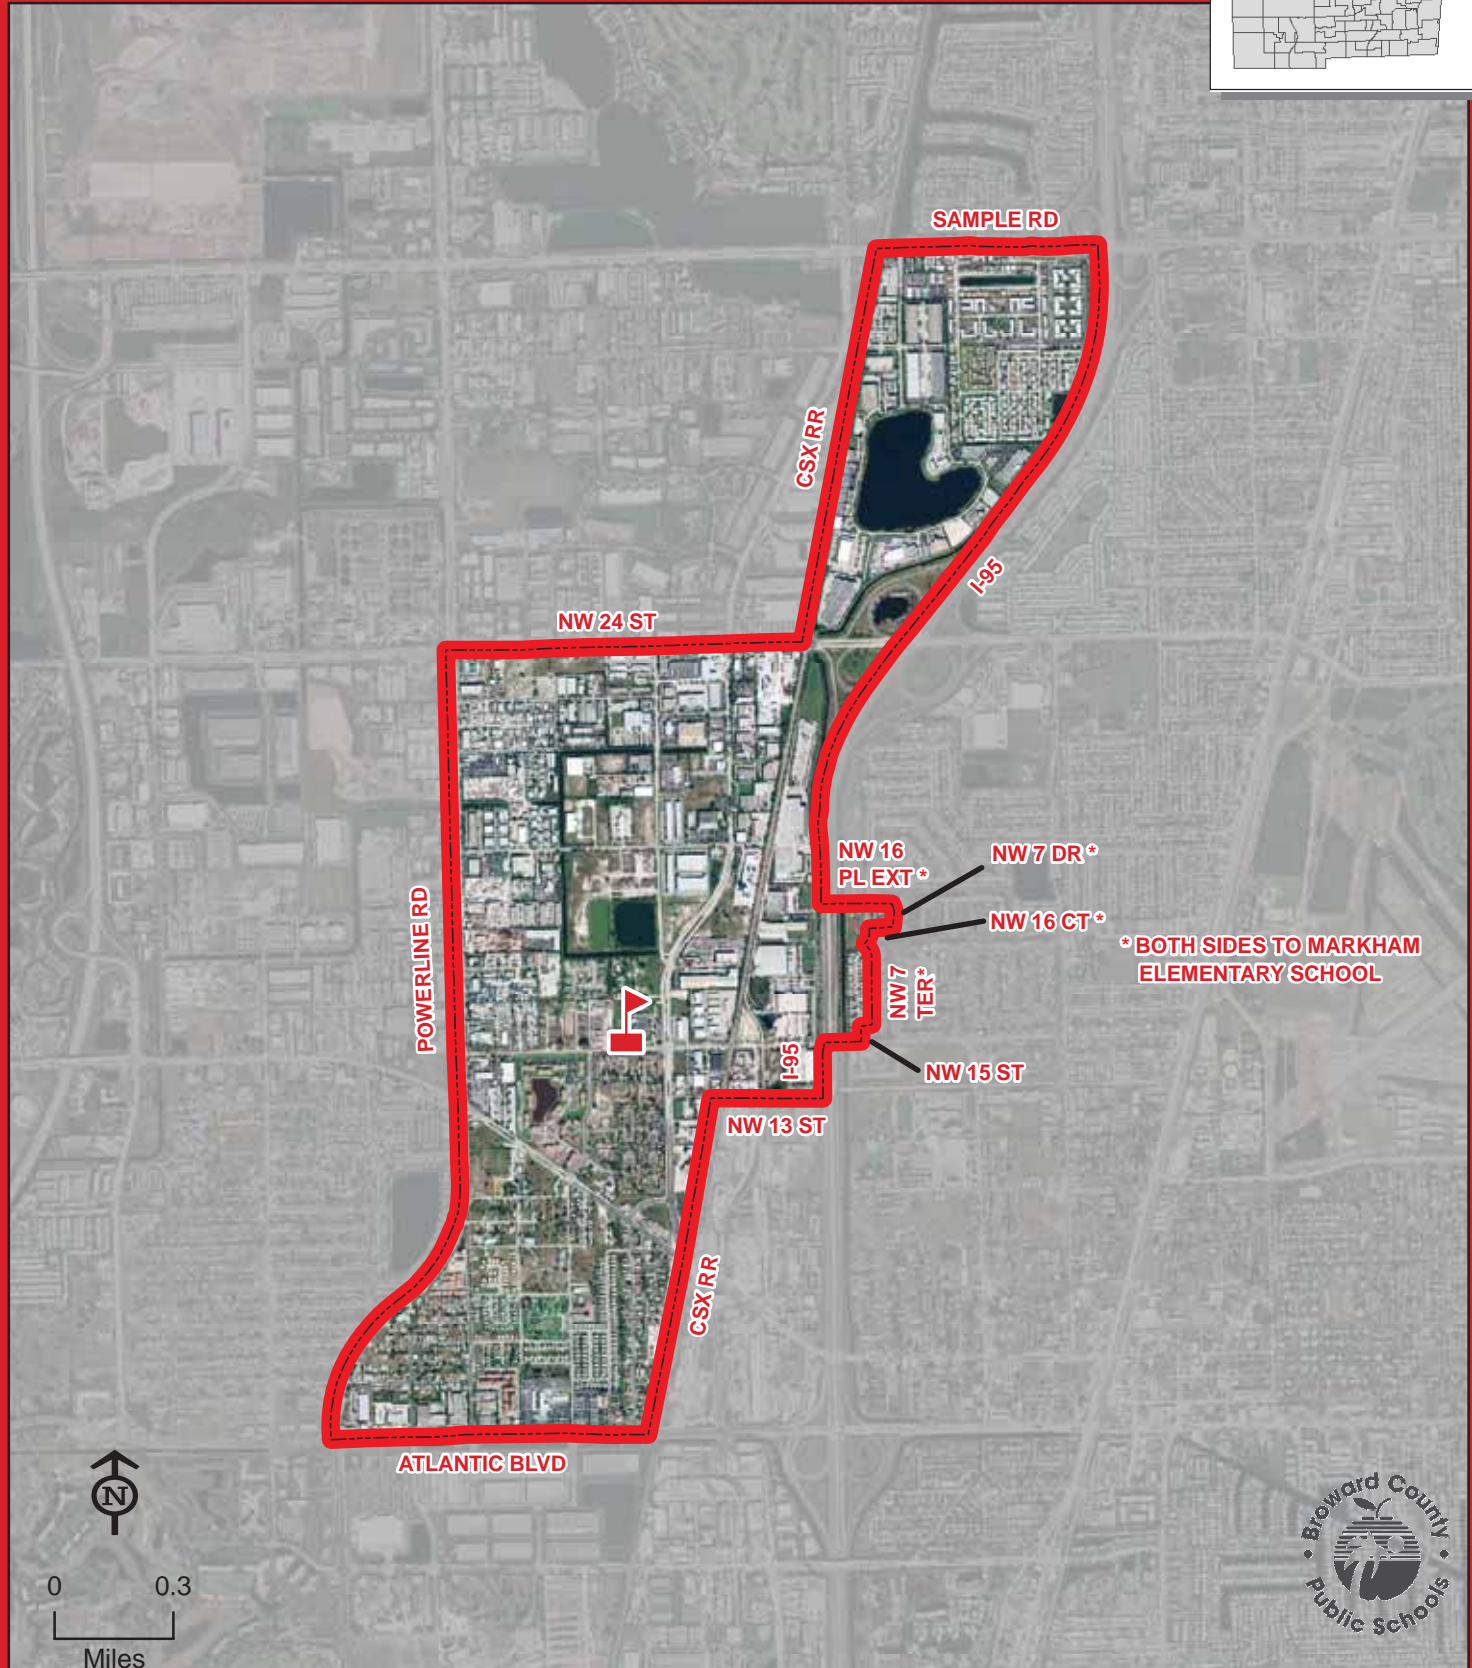 SAMPLE RD
CSX RR
I-95
NW 24 ST
NW 16
PL EXT *
NW 7 DR *
NW 16 CT *
* BOTH SIDES TO MARKHAM
ELEMENTARY SCHOOL
POWERLINE RD
NW 7
TER*
I-95
NW 15 ST
NW 13 ST
CSX RR
ATLANTIC BLVD
N
0 0.3
Miles
Broward County
Public Schools